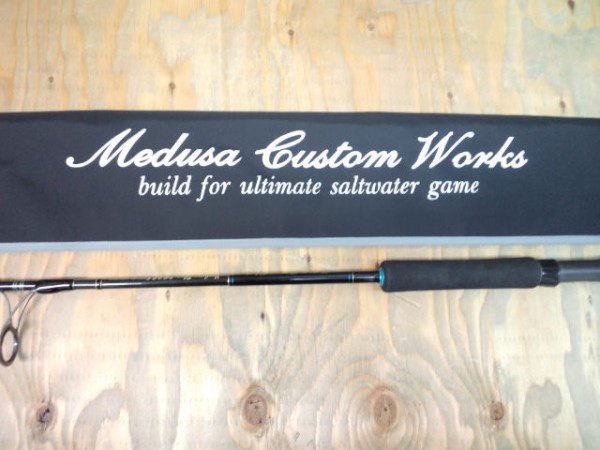 Medusa Custom Works
build for ultimate saltwater game